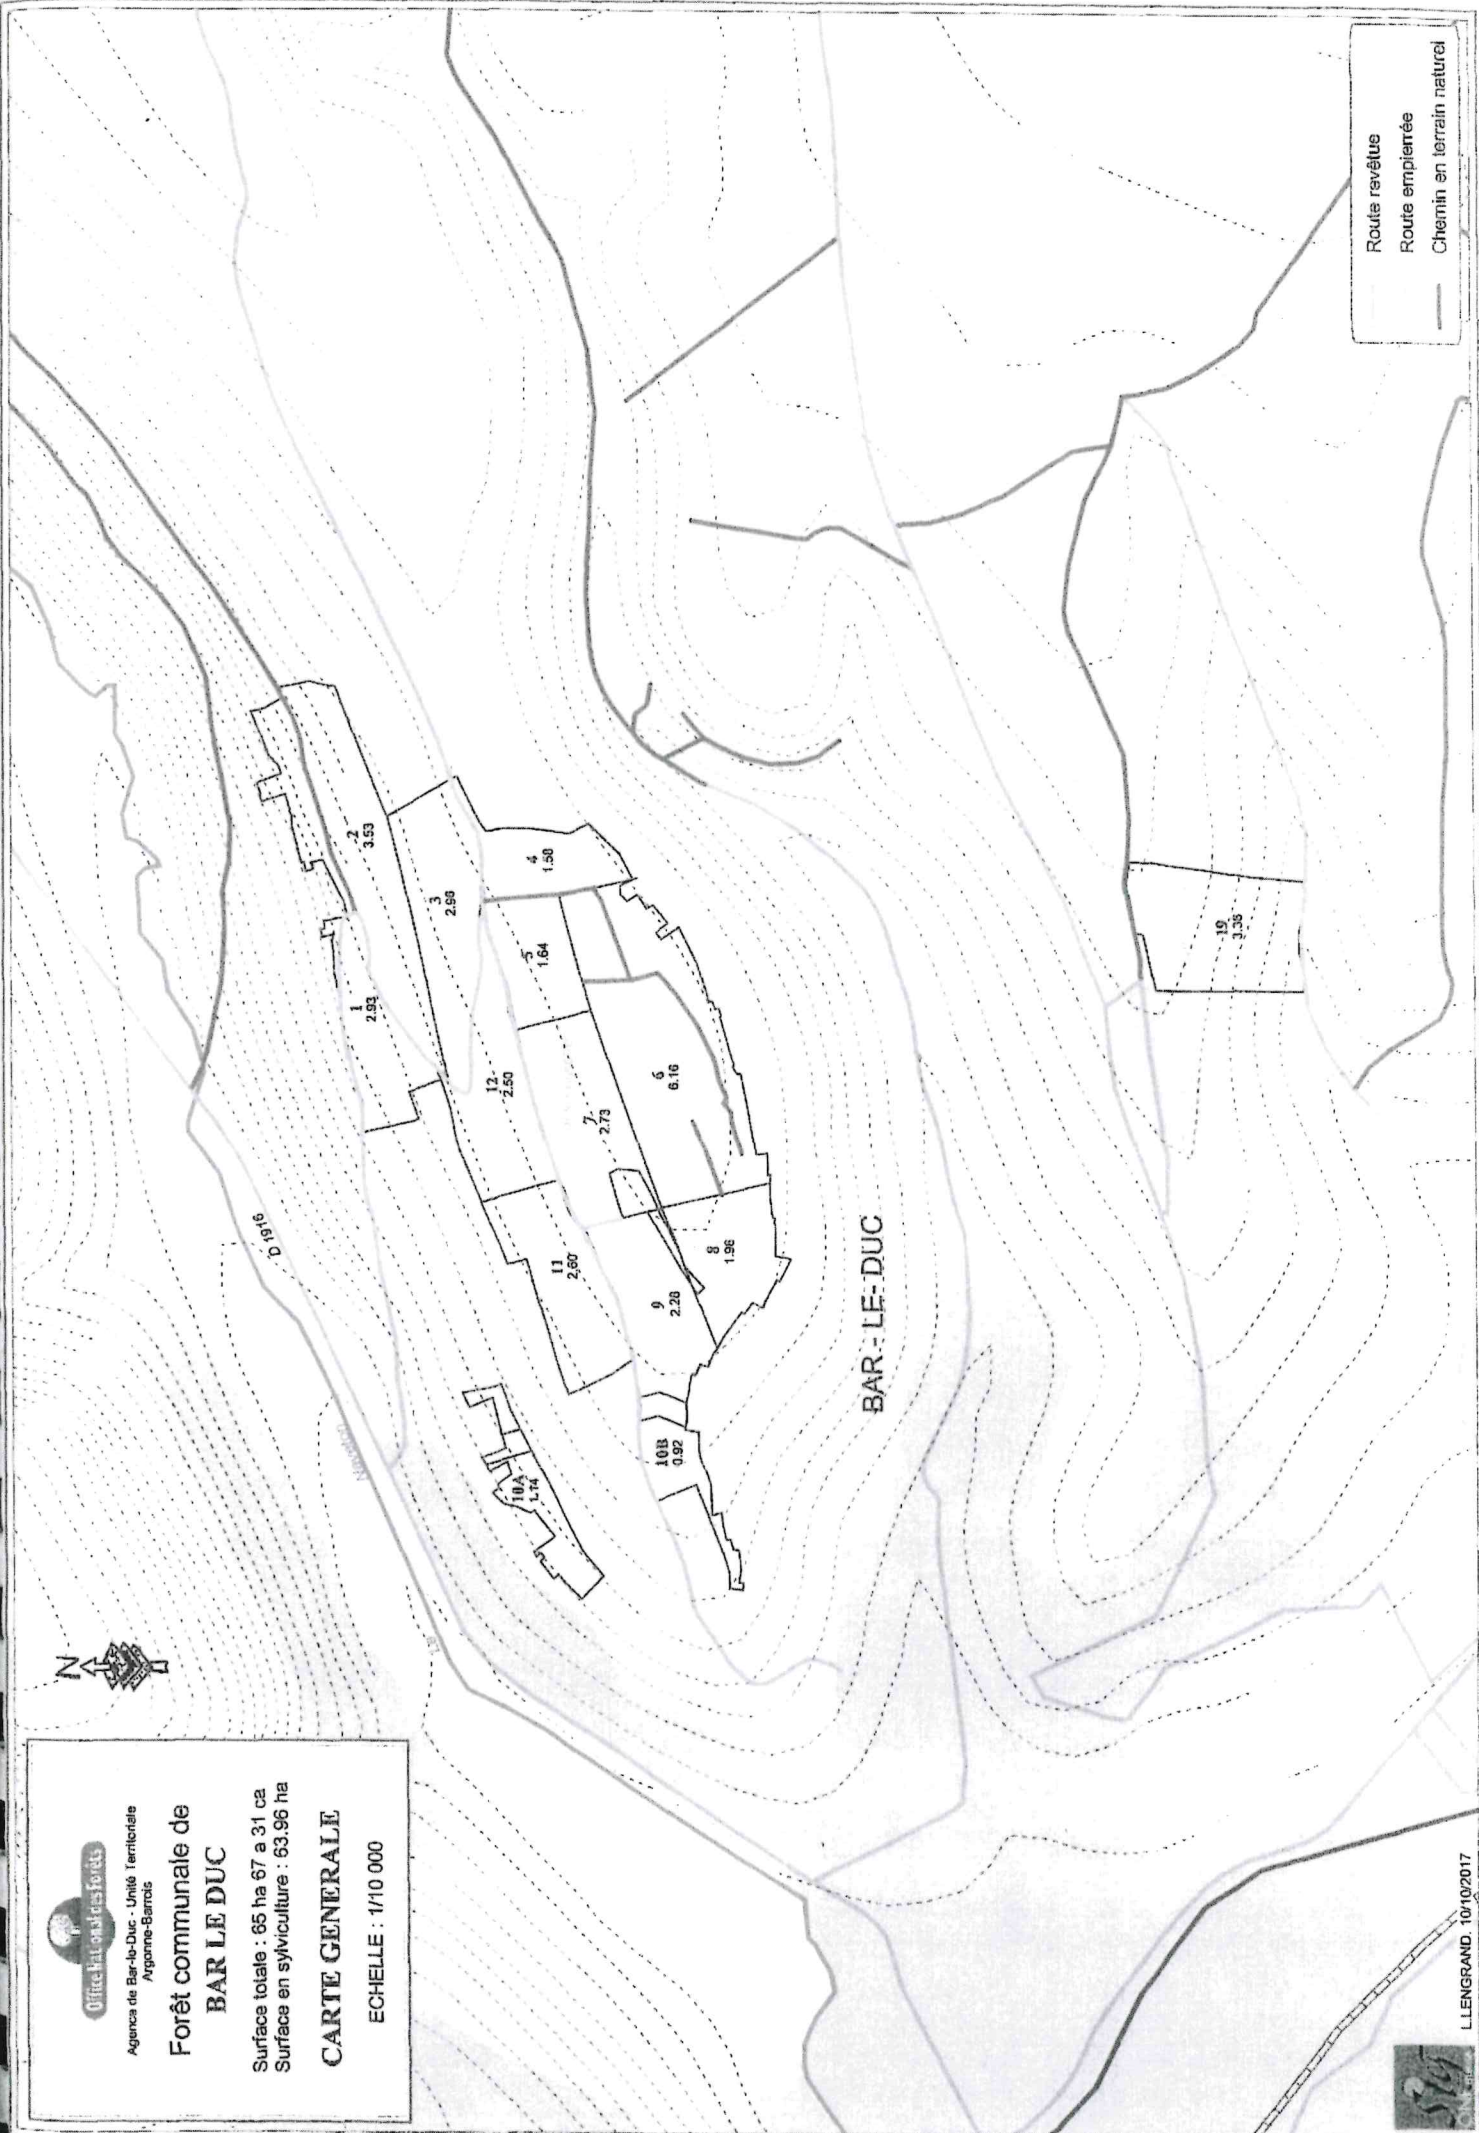 Office National des Forêts
Agence de Bar-le-Duc - Unité Territoriale
Argonne-Barrois
Forêt communale de
BAR LE DUC
Surface totale : 65 ha 67 a 31 ca
Surface en sylviculture : 63.96 ha
CARTE GENERALE
ECHELLE : 1/10 000
N
D 1916
1
2.93
2
3.53
3
2.96
4
1.58
5
1.64
6
6.16
7
2.73
8
1.96
9
2.28
10A
1.74
10B
0.92
11
2,60
12
2.50
19
3.38
BAR-LE-DUC
Route revêtue
Route empierrée
Chemin en terrain naturel
L.LENGRAND. 10/10/2017